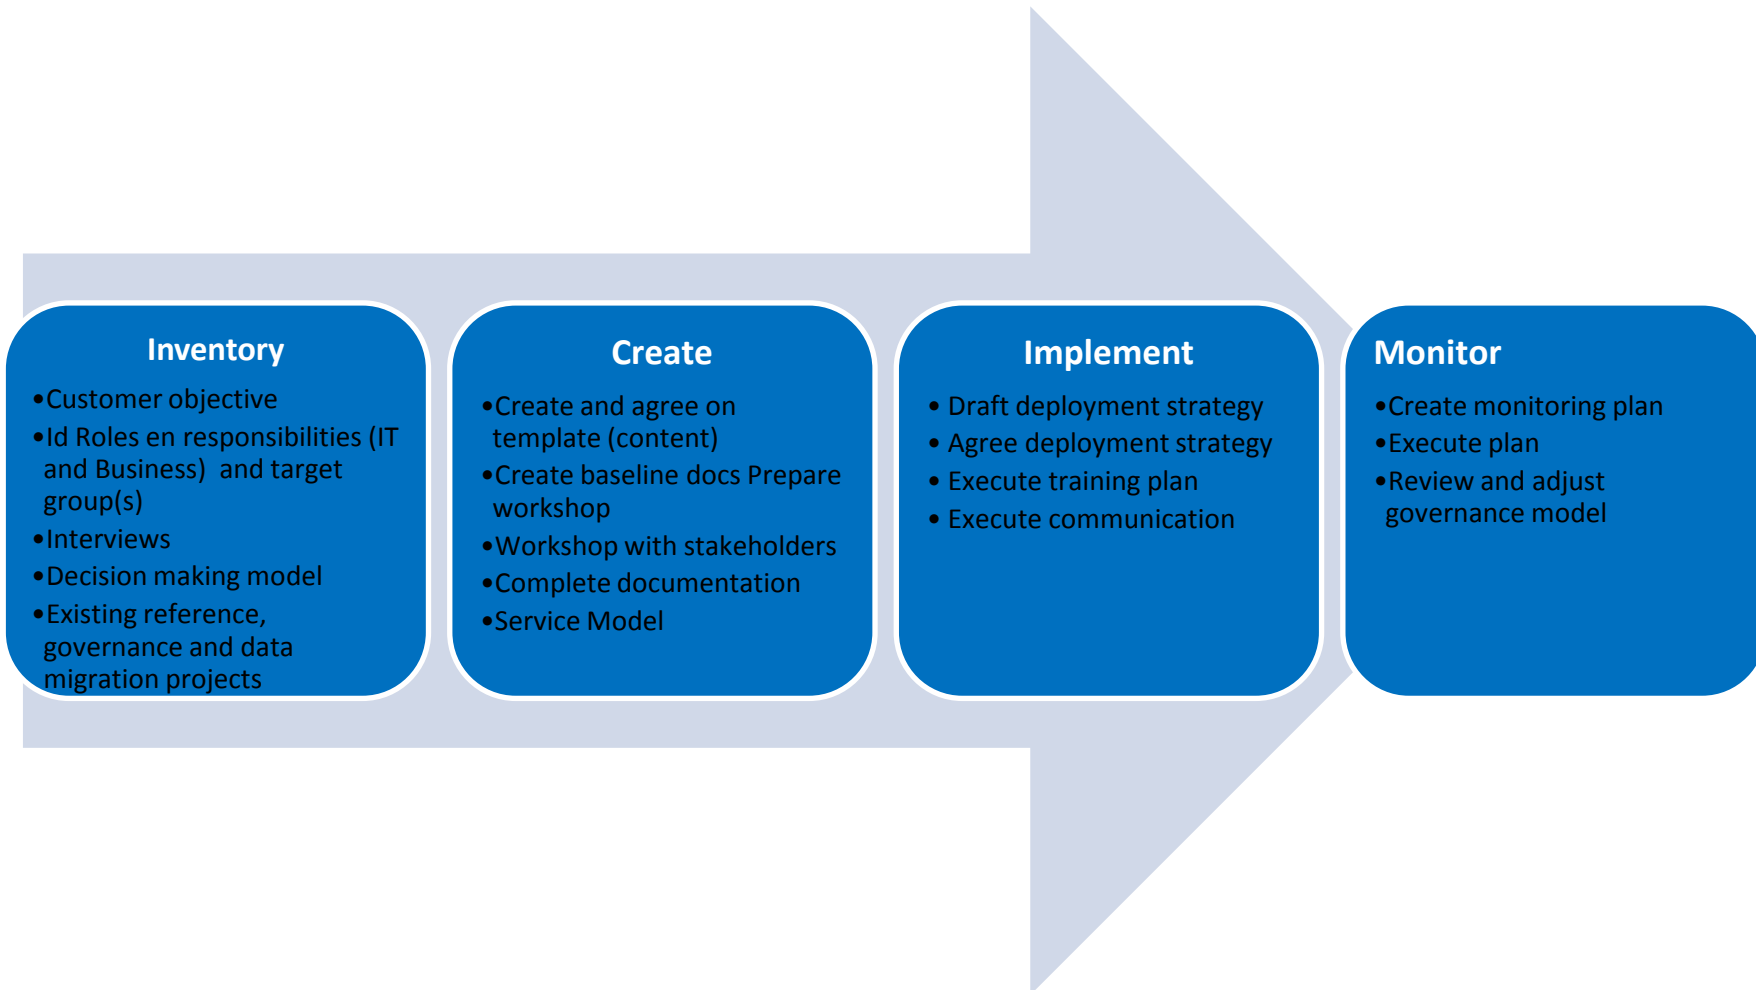 Inventory
•Customer objective
•Id Roles en responsibilities (IT
and Business)  and target
group(s)
•Interviews
•Decision making model
•Existing reference,
governance and data
migration projects
Create
•Create and agree on
template (content)
•Create baseline docs Prepare
workshop
•Workshop with stakeholders
•Complete documentation
•Service Model
Implement
• Draft deployment strategy
• Agree deployment strategy
• Execute training plan
• Execute communication
Monitor
•Create monitoring plan
•Execute plan
•Review and adjust
governance model